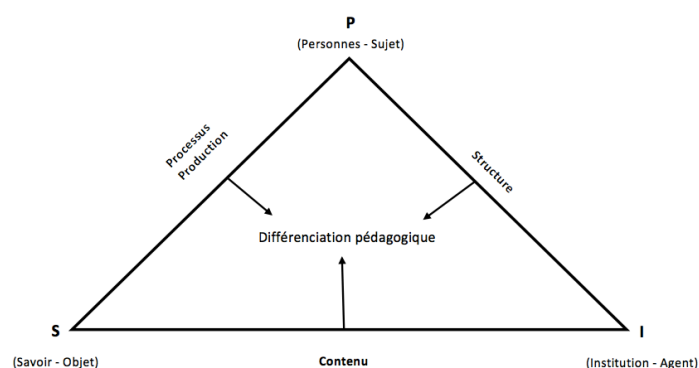 P
(Personnes - Sujet)
Processus
Production
Structure
Différenciation pédagogique
S
I
(Savoir - Objet)
Contenu
(Institution - Agent)